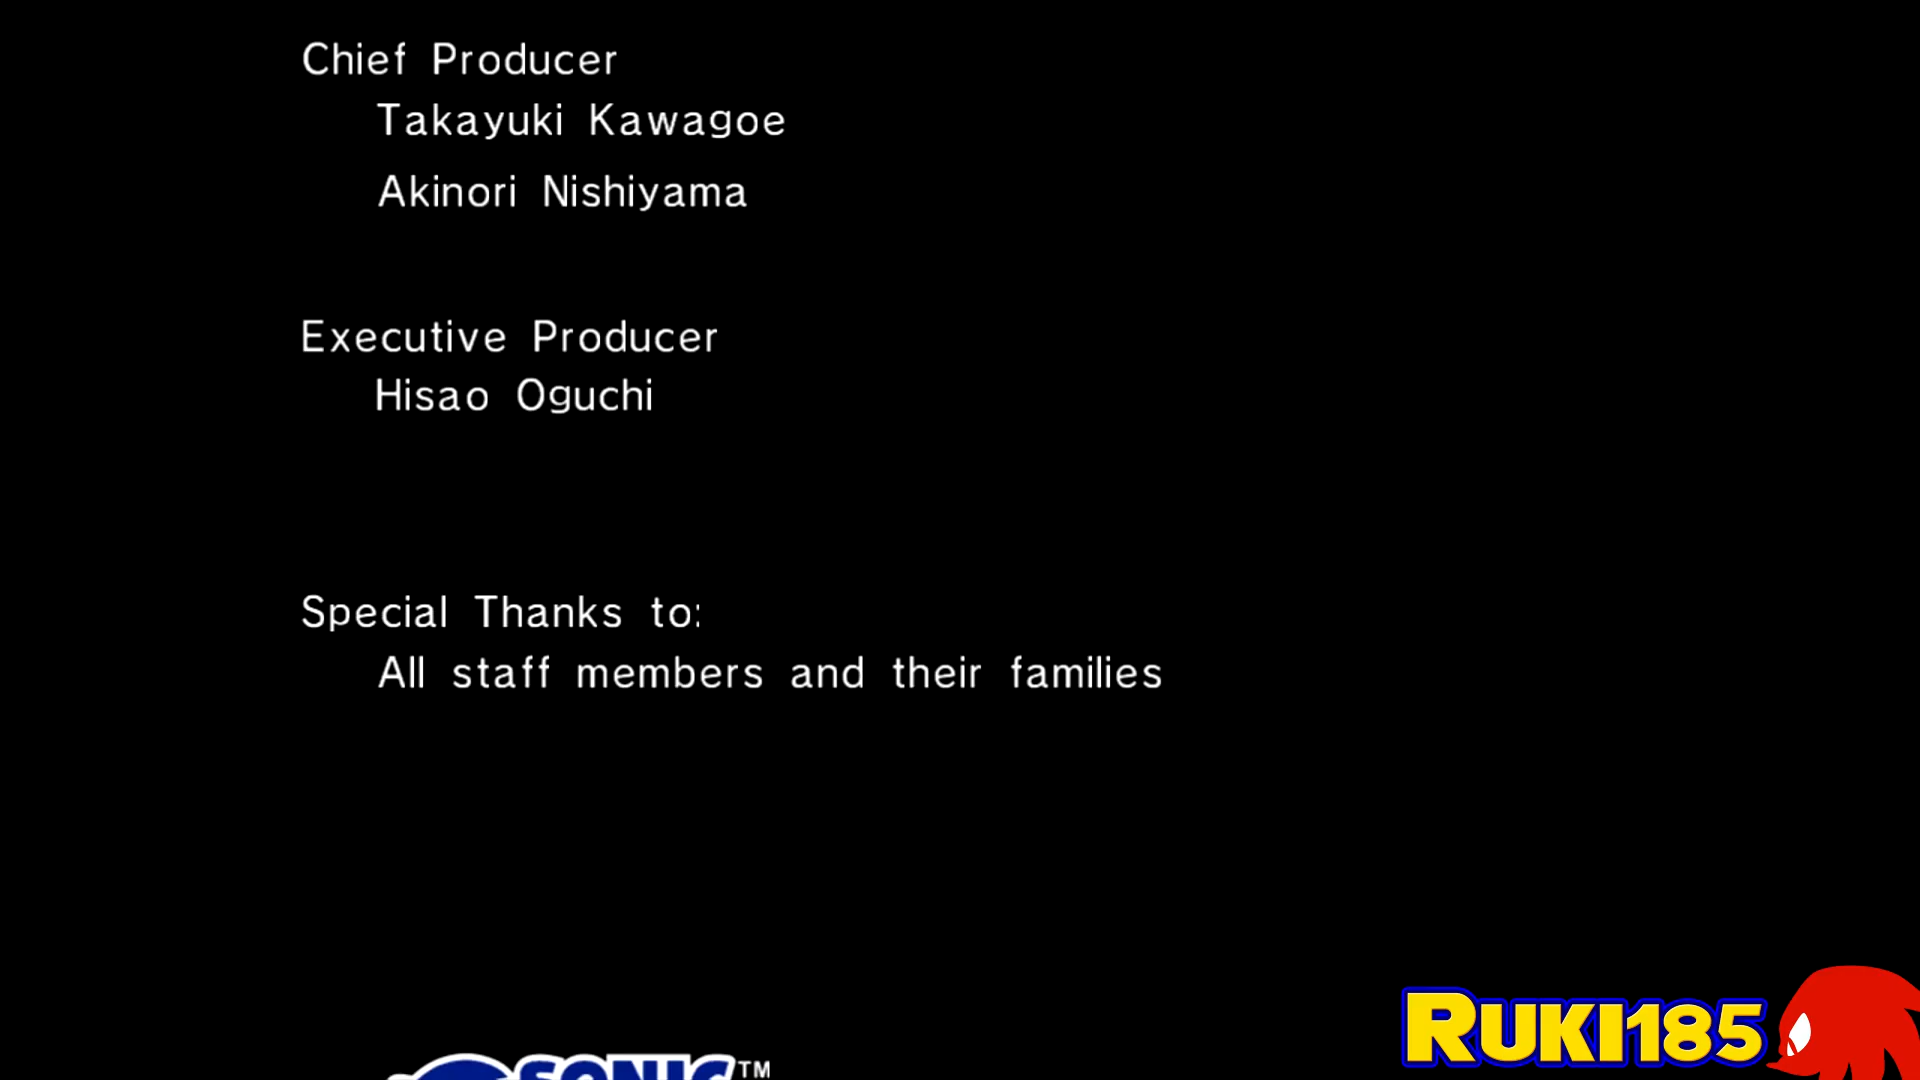 Chief Producer
Takayuki Kawagoe
Akinori Nishiyama
Executive Producer
Hisao Oguchi
Special Thanks to:
All staff members and their families
SONIC™
RUKI185